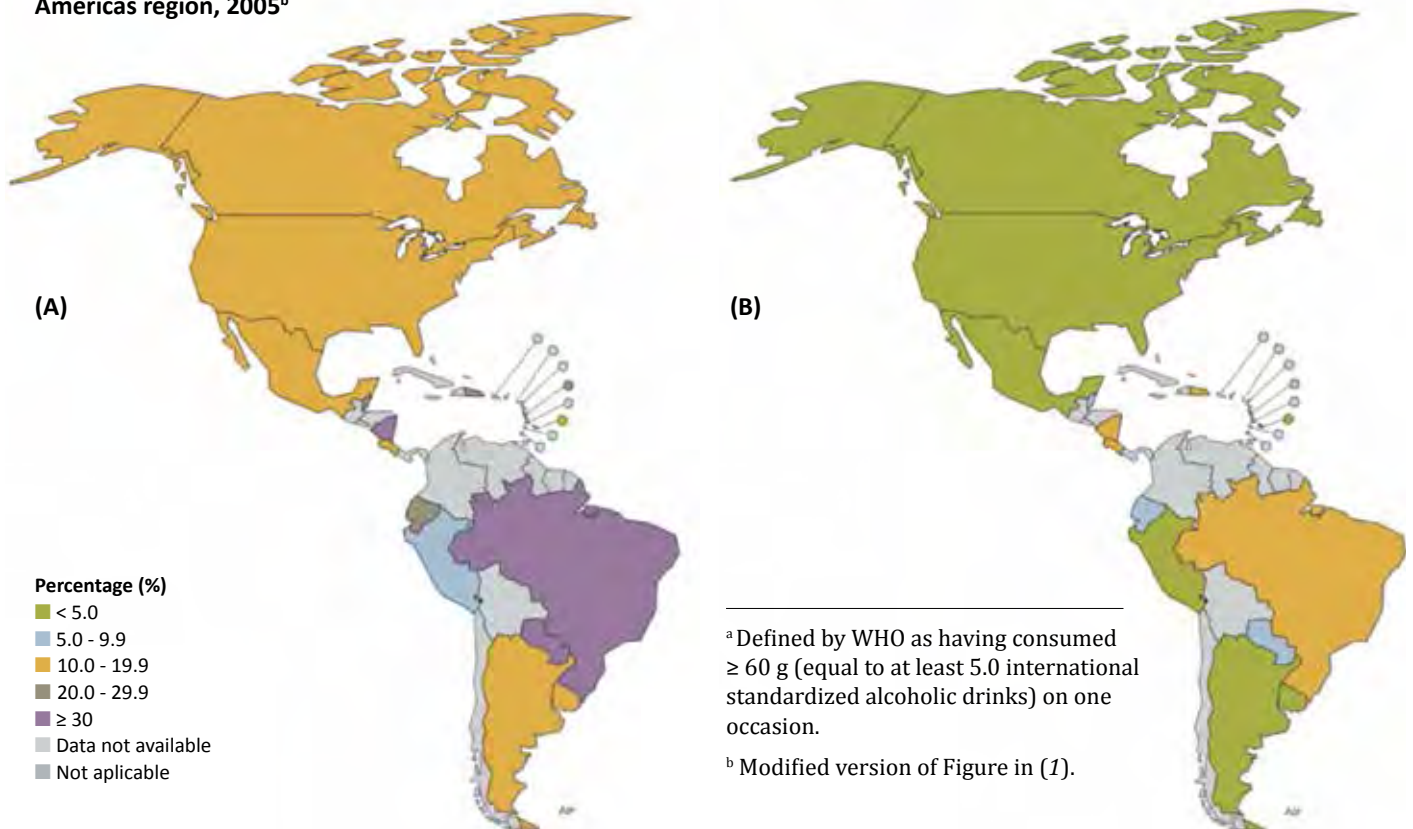 Americas region, 2005ᵇ
(A)
(B)
Percentage (%)
< 5.0
5.0 - 9.9
10.0 - 19.9
20.0 - 29.9
≥ 30
Data not available
Not aplicable
ᵃ Defined by WHO as having consumed
≥ 60 g (equal to at least 5.0 international
standardized alcoholic drinks) on one
occasion.
ᵇ Modified version of Figure in (1).